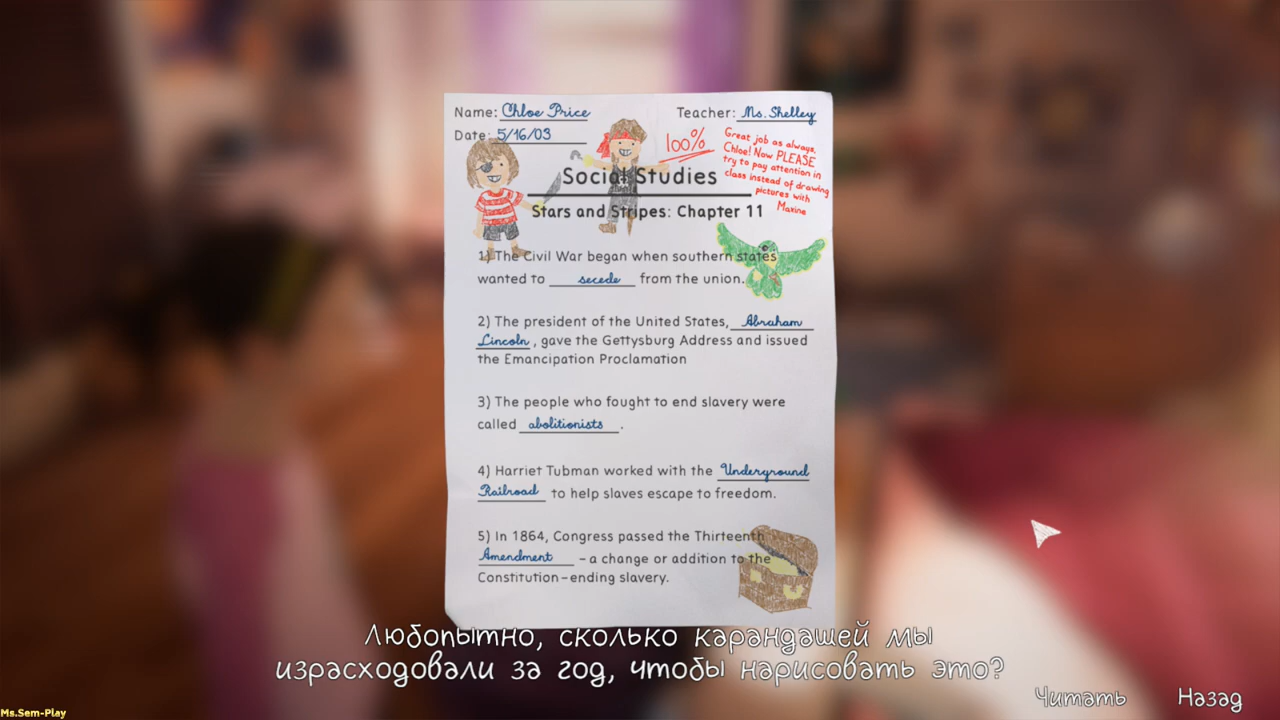 Name: Chloe Price
Teacher: Ms. Shelley
Date: 5/16/03
100%
Great job as always,
Chloe! Now PLEASE
try to pay attention in
class instead of drawing
pictures with
Maxine
Social Studies
Stars and Stripes: Chapter 11
1) The Civil War began when southern states
wanted to secede from the union.
2) The president of the United States, Abraham
Lincoln, gave the Gettysburg Address and issued
the Emancipation Proclamation
3) The people who fought to end slavery were
called abolitionists.
4) Harriet Tubman worked with the Underground
Railroad to help slaves escape to freedom.
5) In 1864, Congress passed the Thirteenth
Amendment – a change or addition to the
Constitution – ending slavery.
Любопытно, сколько карандашей мы
израсходовали за год, чтобы нарисовать это?
Читать Назад
Ms.Sem-Play